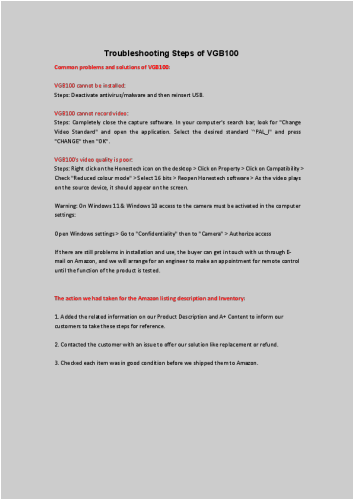 Troubleshooting Steps of VGB100
Common problems and solutions of VGB100:
VGB100 cannot be installed:
Steps: Deactivate antivirus/malware and then reinsert USB.
VGB100 cannot record video:
Steps: Completely close the capture software. In your computer's search bar, look for "Change
Video Standard" and open the application. Select the desired standard "PAL_I" and press
"CHANGE" then "OK".
VGB100's video quality is poor:
Steps: Right click on the Honestech icon on the desktop > Click on Property > Click on Compatibility >
Check "Reduced colour mode" > Select 16 bits > Reopen Honestech software > As the video plays
on the source device, it should appear on the screen.
Warning: On Windows 11 & Windows 10 access to the camera must be activated in the computer
settings:
Open Windows settings > Go to "Confidentiality" then to "Camera" > Authorize access
If there are still problems in installation and use, the buyer can get in touch with us through E-
mail on Amazon, and we will arrange for an engineer to make an appointment for remote control
until the function of the product is tested.
The action we had taken for the Amazon listing description and Inventory:
1. Added the related information on our Product Description and A+ Content to inform our
customers to take these steps for reference.
2. Contacted the customer with an issue to offer our solution like replacement or refund.
3. Checked each item was in good condition before we shipped them to Amazon.